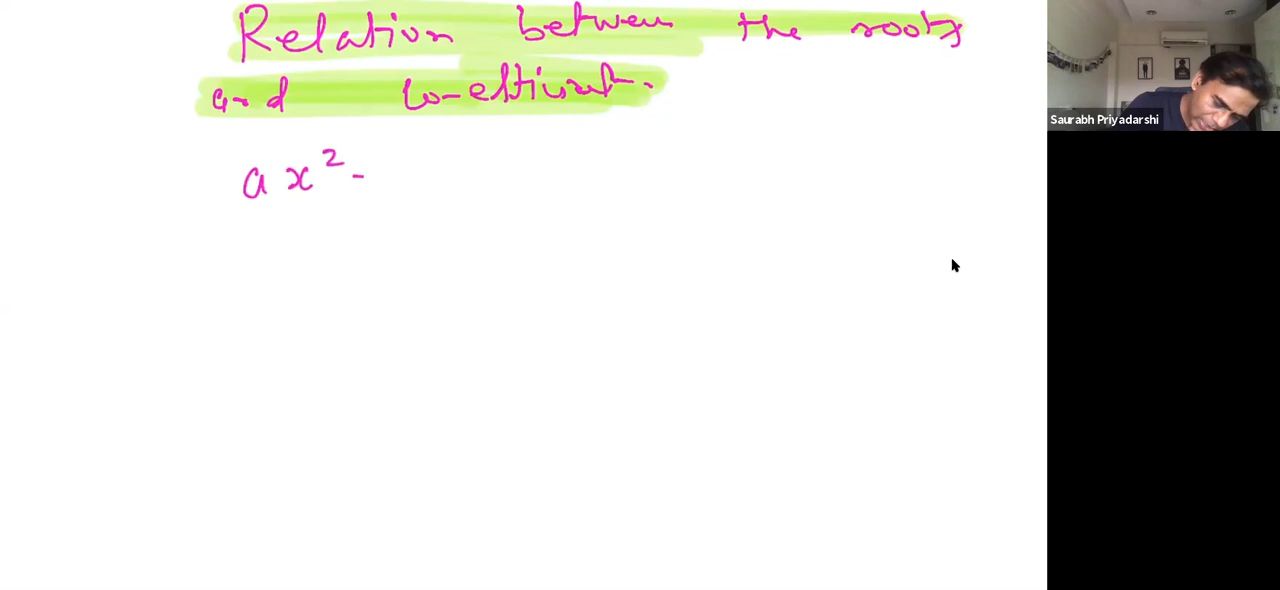 Relation between the roots
and co-efficient.
ax² -
Saurabh Priyadarshi